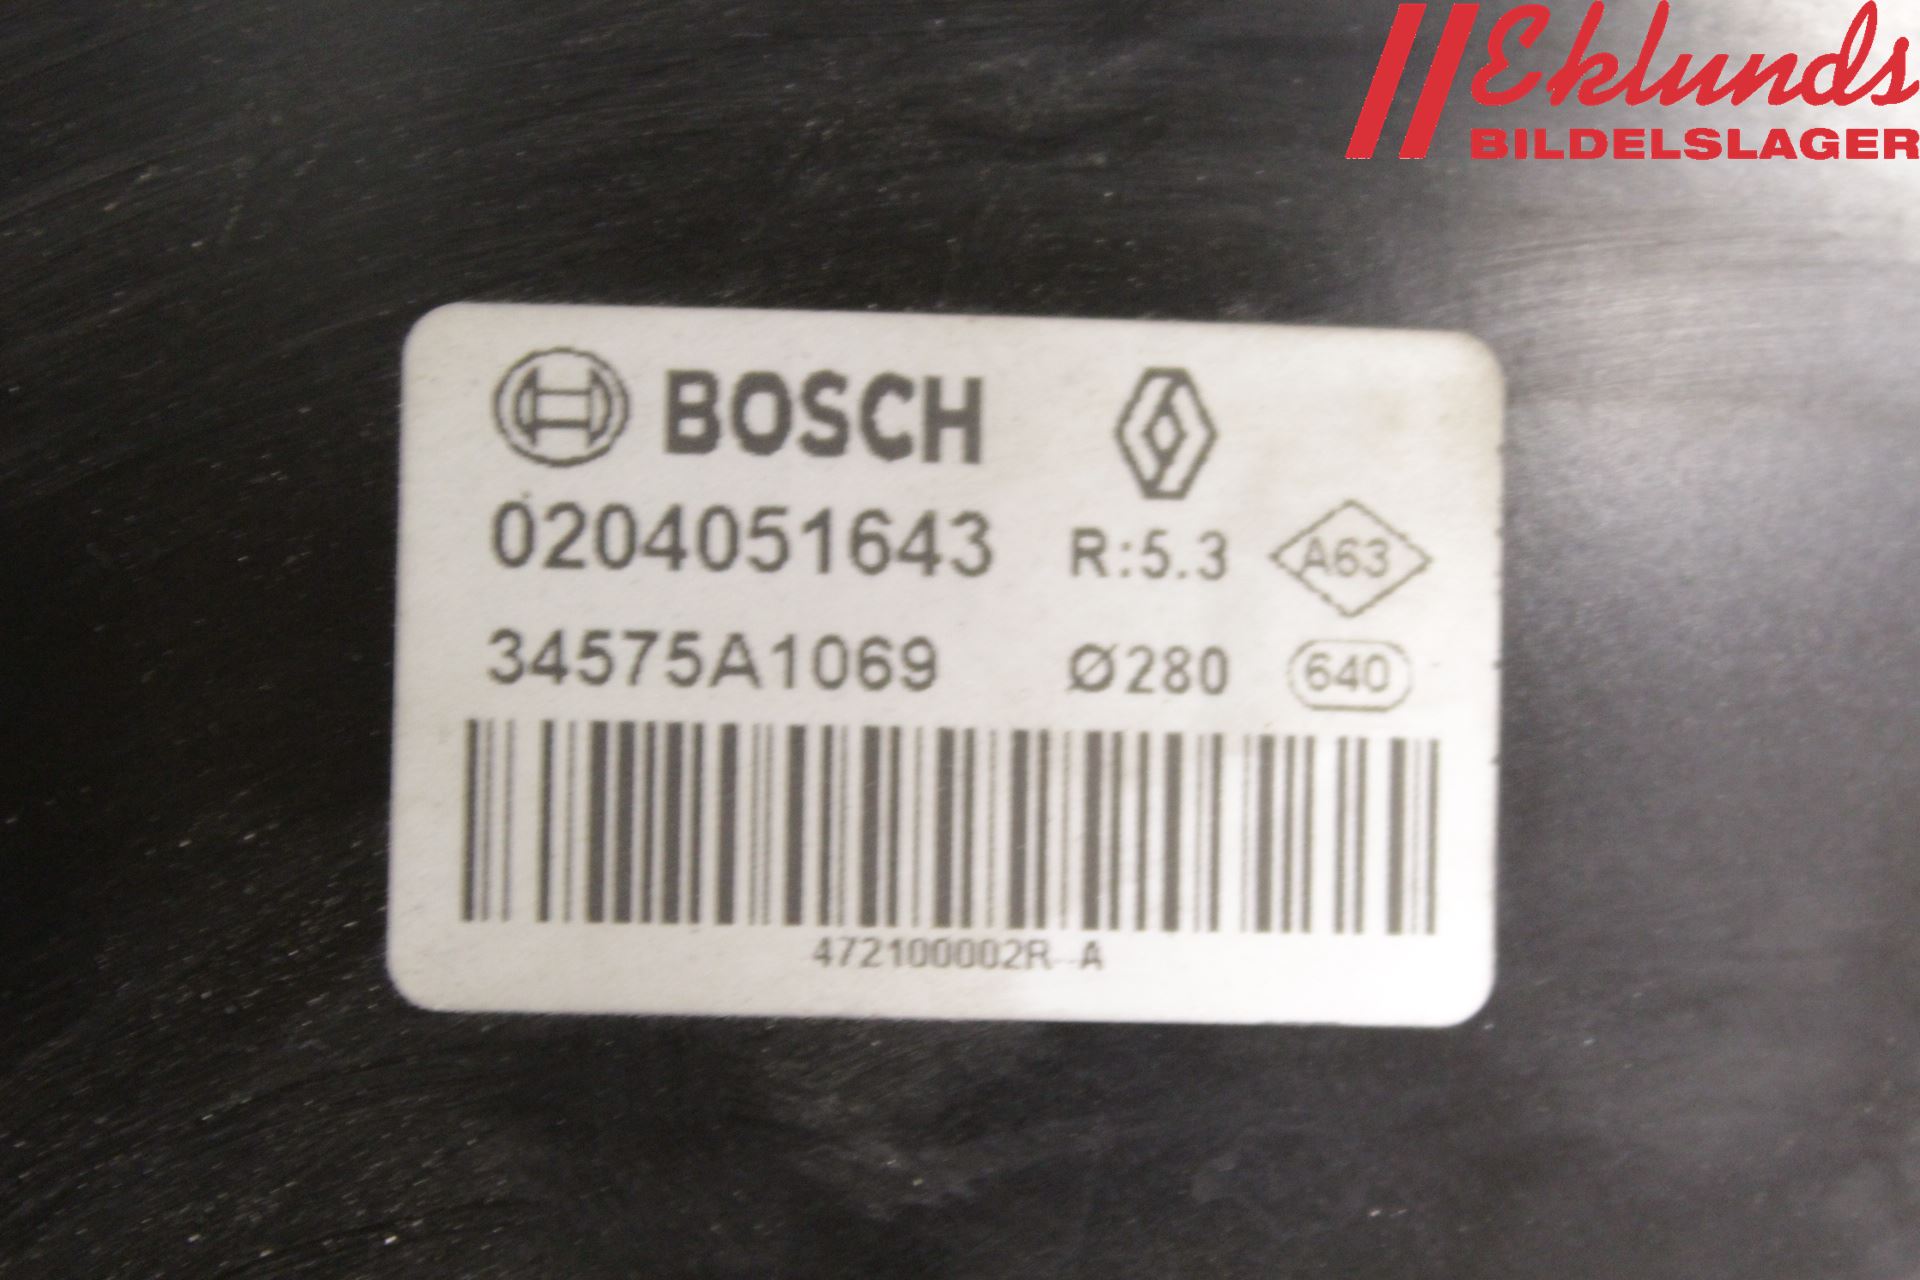 Eklunds
BILDELSLAGER
BOSCH
0204051643 R:5.3 A63
34575A1069 Ø280 640
472100002R--A